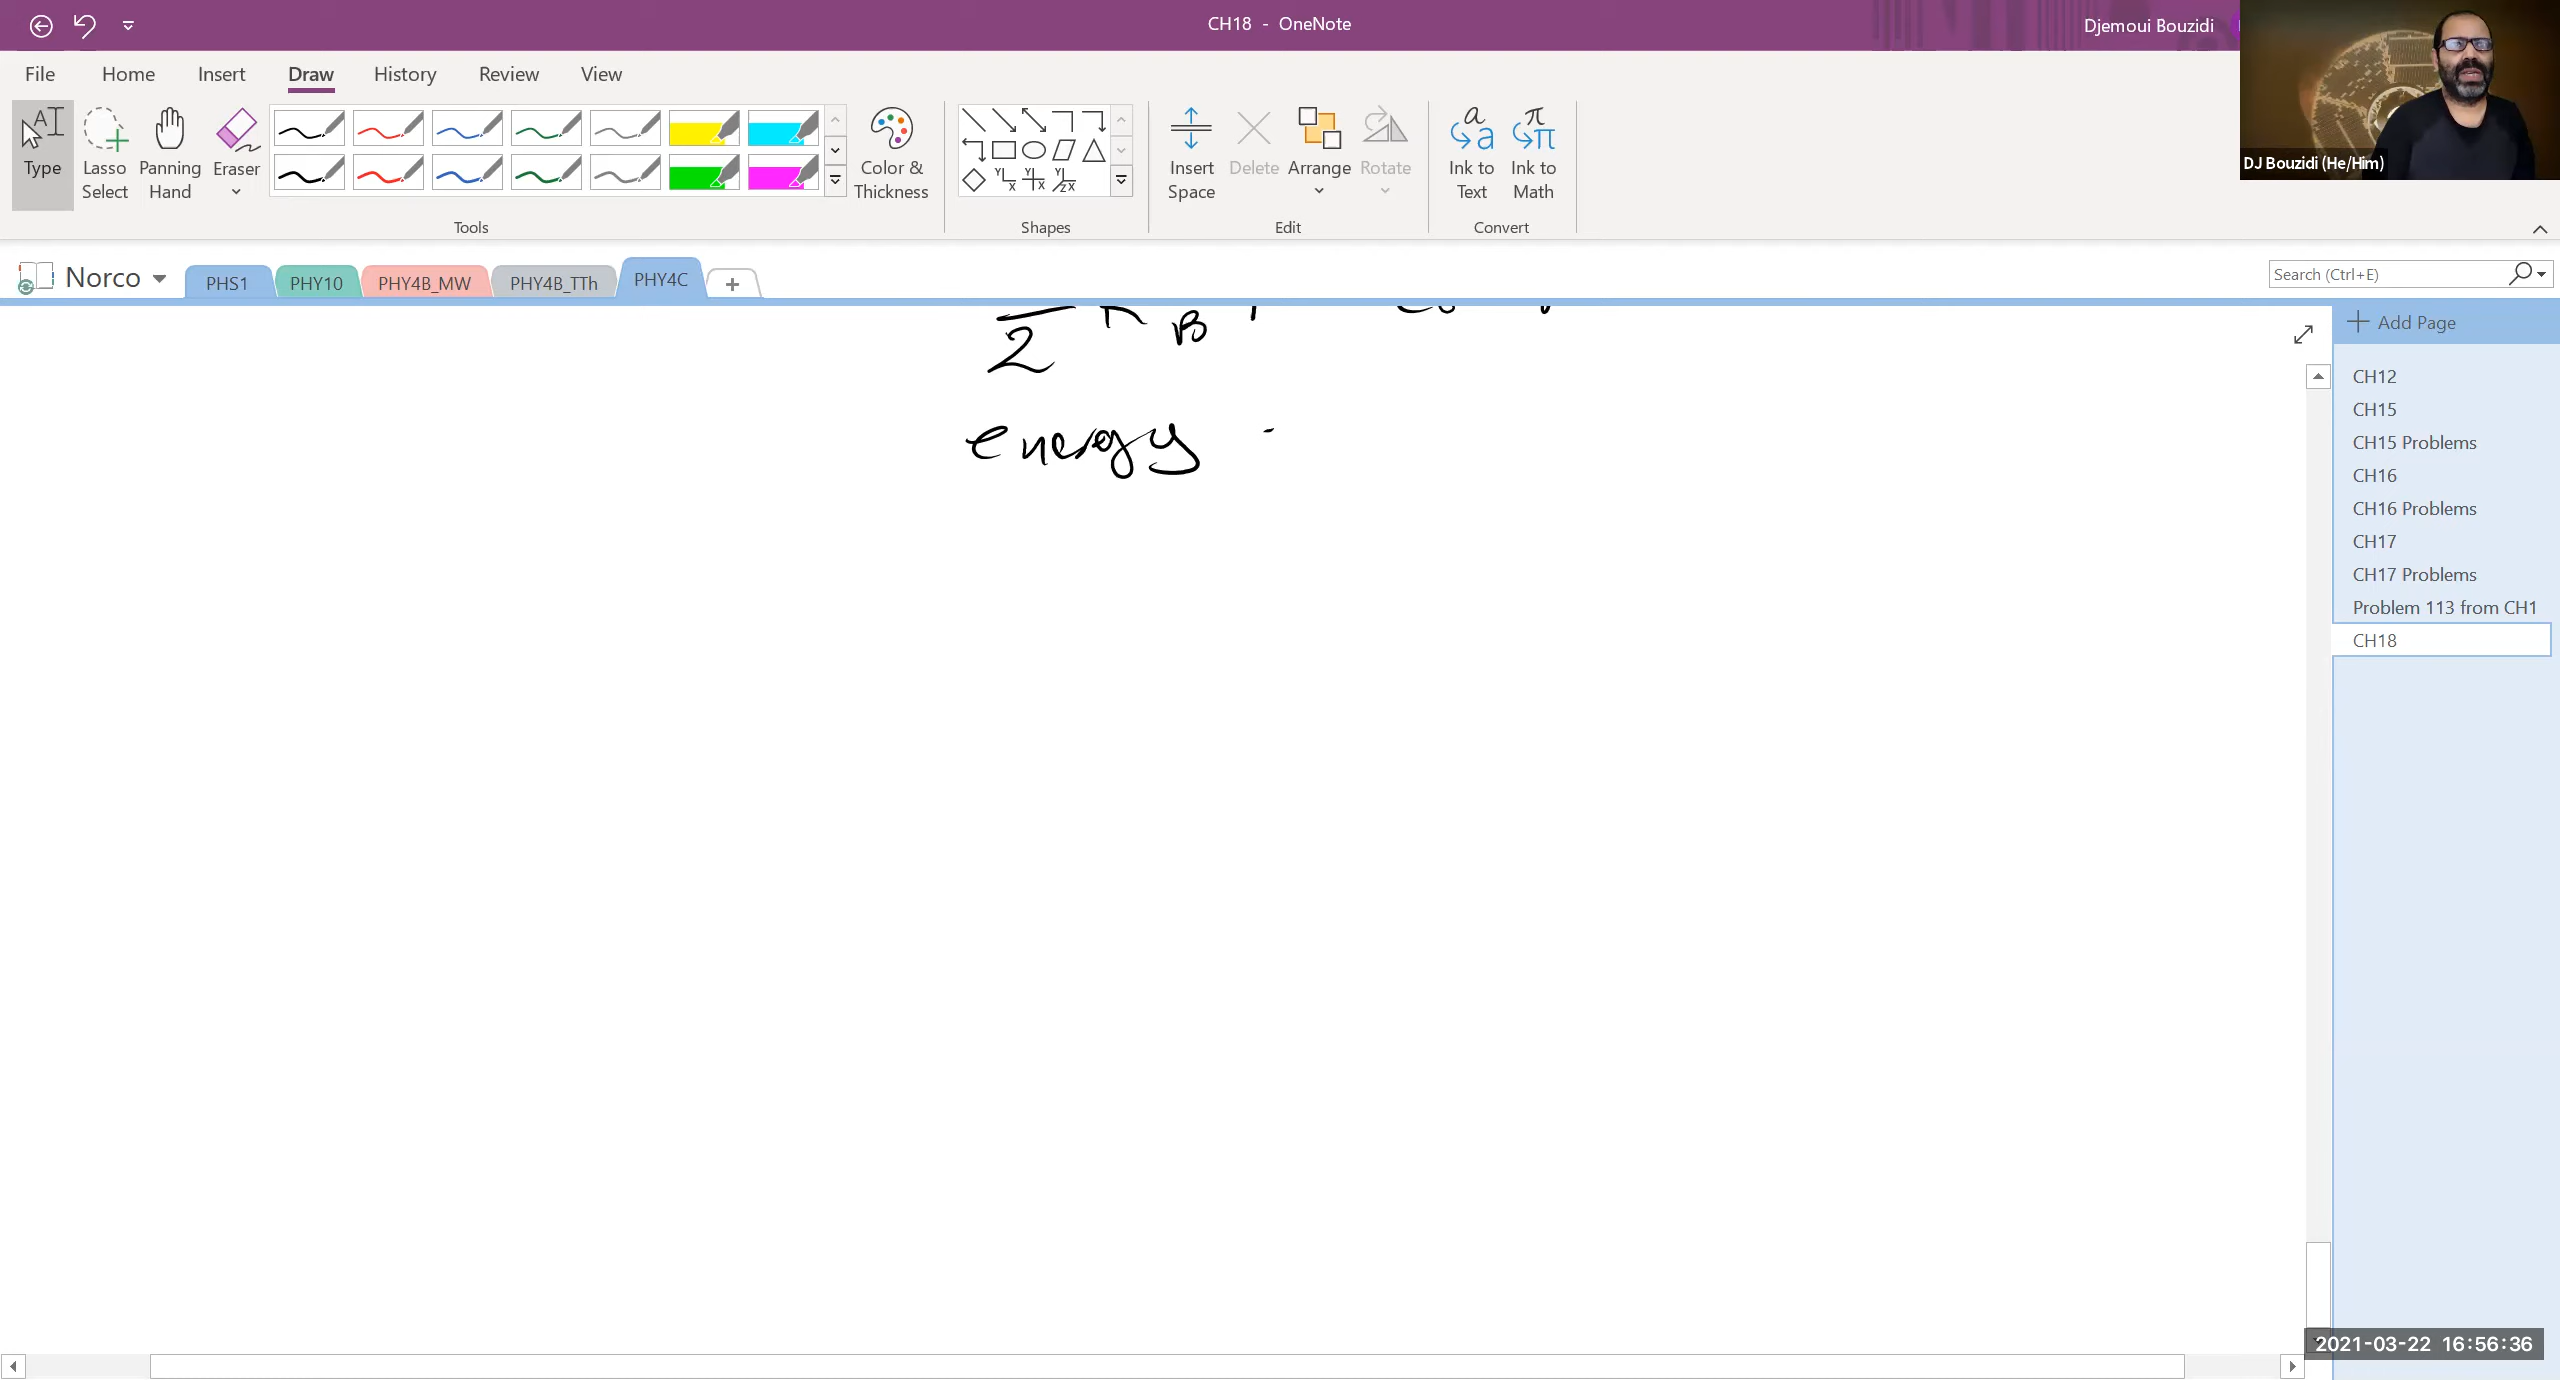 CH18 - OneNote
Djemoui Bouzidi
File Home Insert Draw History Review View
Type
Lasso Select
Panning Hand
Eraser
Color & Thickness
Insert Space
Delete
Arrange
Rotate
a a Ink to Text
π π Ink to Math
Tools
Shapes
Edit
Convert
DJ Bouzidi (He/Him)
Norco PHS1 PHY10 PHY4B_MW PHY4B_TTh PHY4C +
Search (Ctrl+E)
Add Page
CH12
CH15
CH15 Problems
CH16
CH16 Problems
CH17
CH17 Problems
Problem 113 from CH1
CH18
2 B
energy
2021-03-22 16:56:36